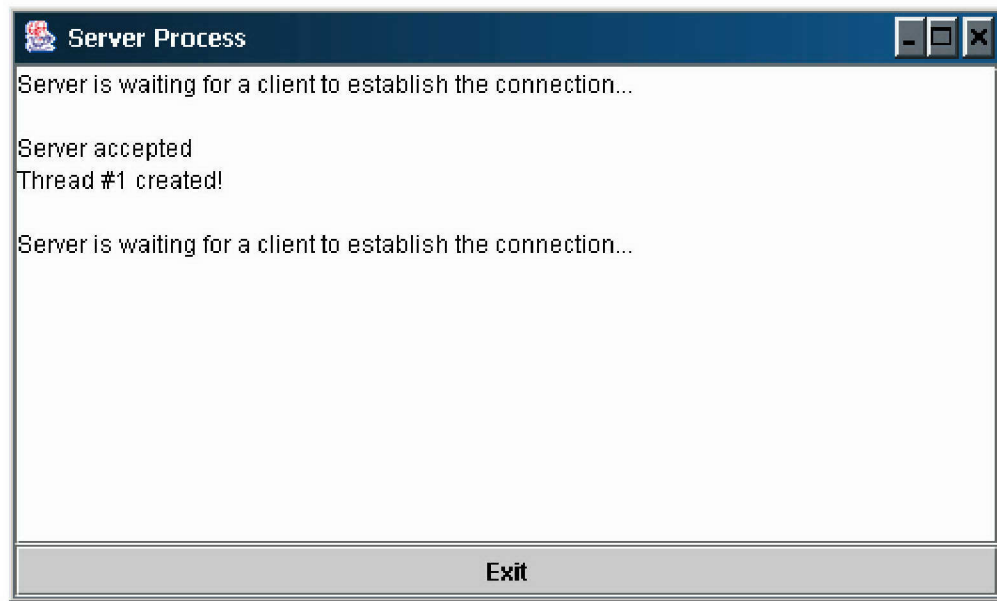 Server Process
Server is waiting for a client to establish the connection...
Server accepted
Thread #1 created!
Server is waiting for a client to establish the connection...
Exit